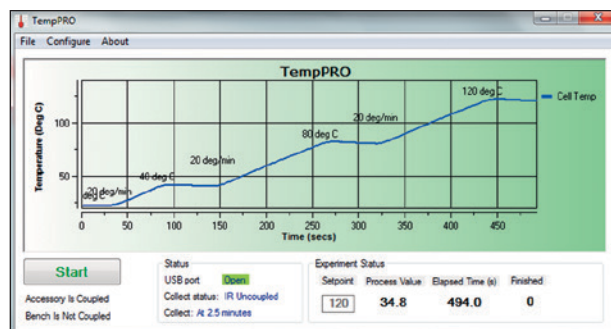 TempPRO
File Configure About
TempPRO
120 deg C
Cell Temp
20 deg/min
80 deg C
20 deg/min
40 deg C
20 deg/min
deg C
Temperature (Deg C)
100
50
0 50 100 150 200 250 300 350 400 450
Time (secs)
Start
Accessory Is Coupled
Bench Is Not Coupled
Status
USB port Open
Collect status: IR Uncoupled
Collect: At 2.5 minutes
Experiment Status
Setpoint Process Value Elapsed Time (s) Finished
120 34.8 494.0 0